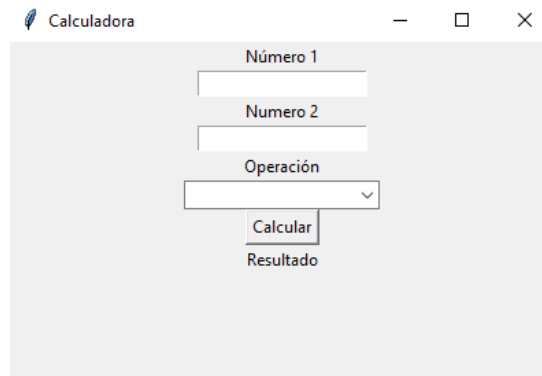 Calculadora
Número 1
Numero 2
Operación
Calcular
Resultado